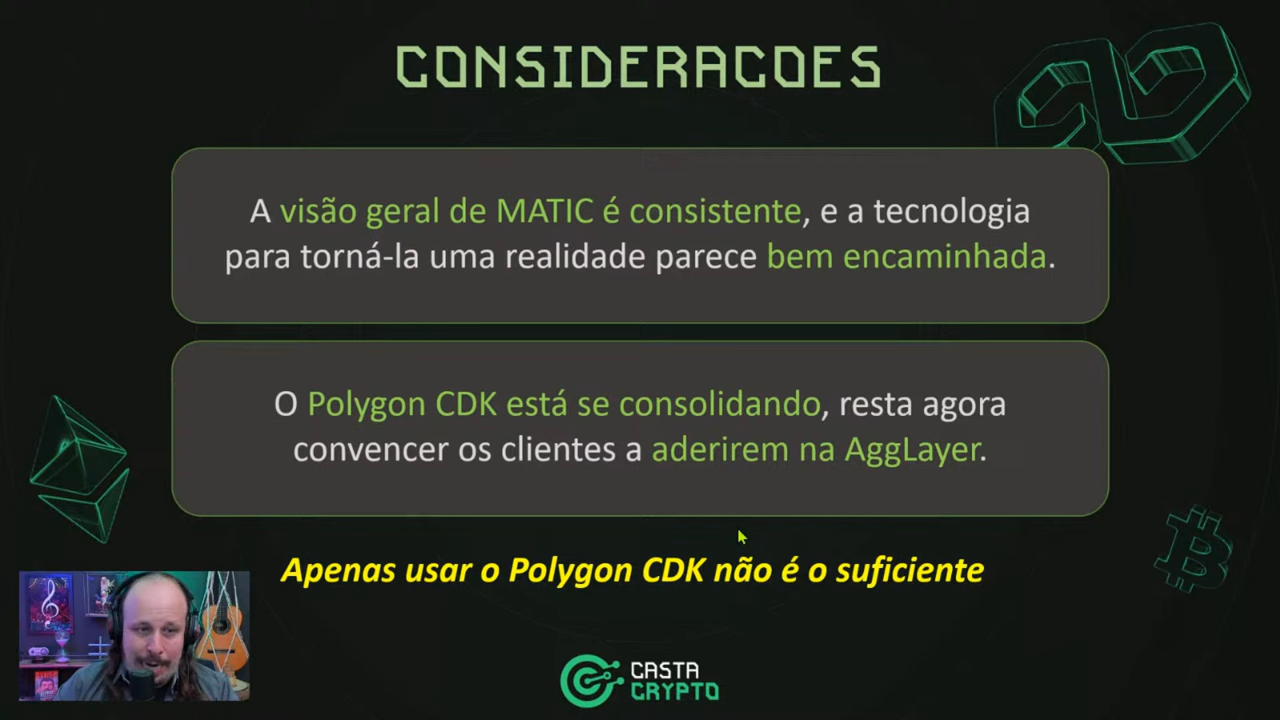 CONSIDERACOES
A visão geral de MATIC é consistente, e a tecnologia
para torná-la uma realidade parece bem encaminhada.
O Polygon CDK está se consolidando, resta agora
convencer os clientes a aderirem na AggLayer.
Apenas usar o Polygon CDK não é o suficiente
CASTA
CRYPTO